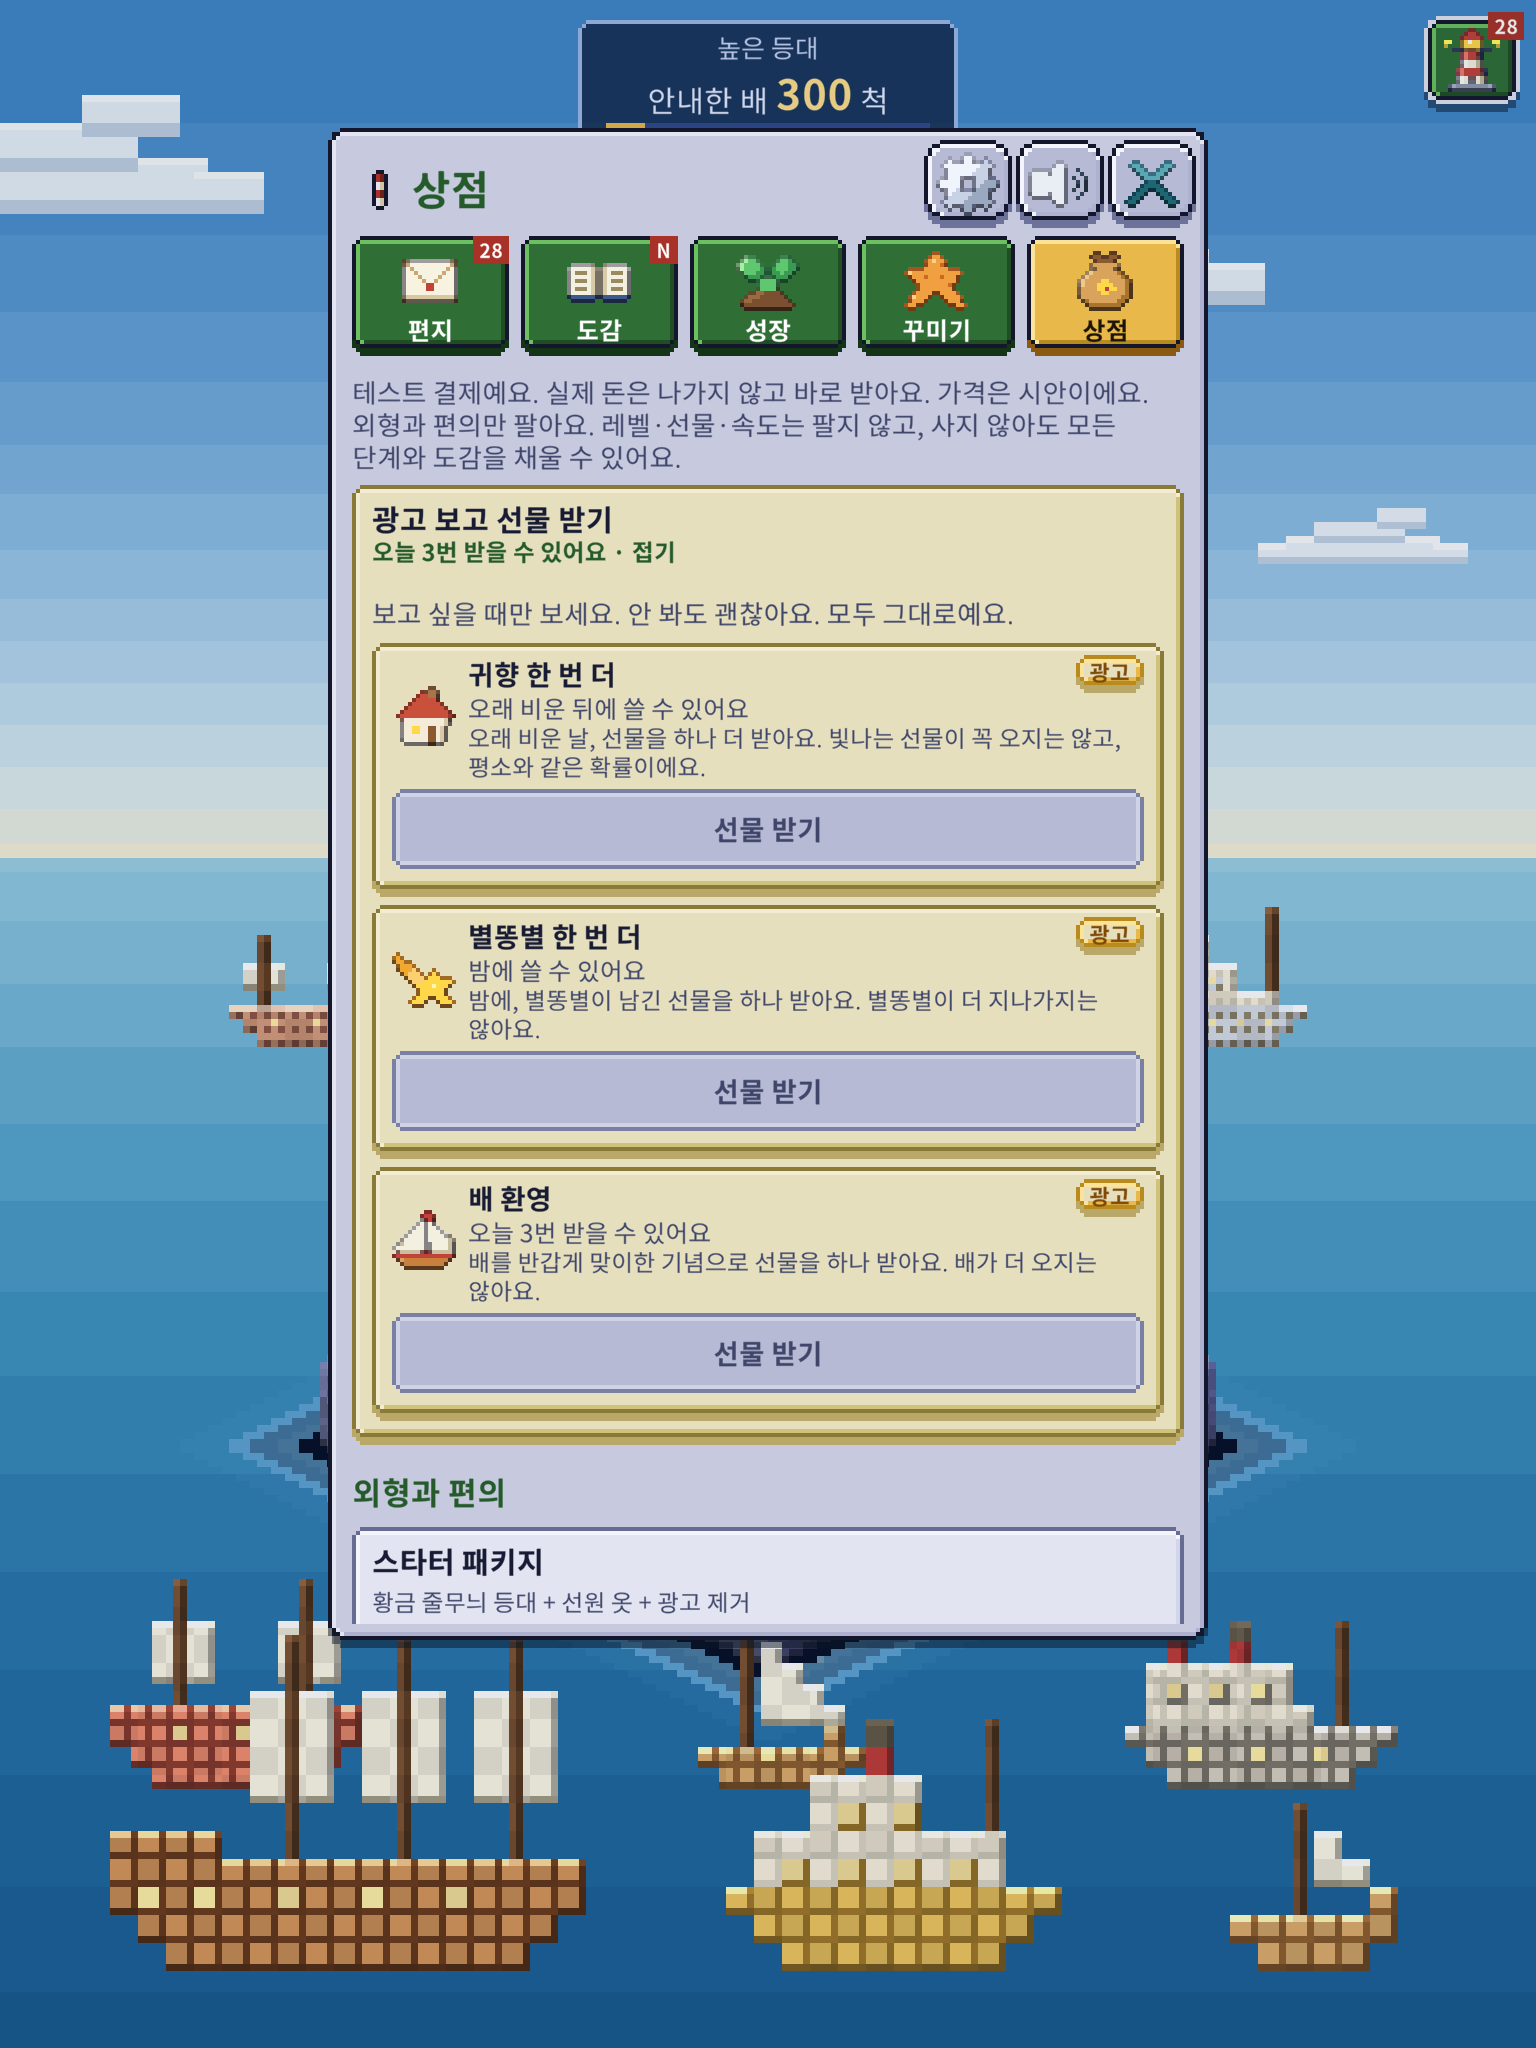 높은 등대
안내한 배 300 척
28
상점
28
N
편지
도감
성장
꾸미기
상점
테스트 결제예요. 실제 돈은 나가지 않고 바로 받아요. 가격은 시안이에요.
외형과 편의만 팔아요. 레벨·선물·속도는 팔지 않고, 사지 않아도 모든
단계와 도감을 채울 수 있어요.
광고 보고 선물 받기
오늘 3번 받을 수 있어요 · 접기
보고 싶을 때만 보세요. 안 봐도 괜찮아요. 모두 그대로예요.
귀향 한 번 더
광고
오래 비운 뒤에 쓸 수 있어요
오래 비운 날, 선물을 하나 더 받아요. 빛나는 선물이 꼭 오지는 않고,
평소와 같은 확률이에요.
선물 받기
별똥별 한 번 더
광고
밤에 쓸 수 있어요
밤에, 별똥별이 남긴 선물을 하나 받아요. 별똥별이 더 지나가지는
않아요.
선물 받기
배 환영
광고
오늘 3번 받을 수 있어요
배를 반갑게 맞이한 기념으로 선물을 하나 받아요. 배가 더 오지는
않아요.
선물 받기
외형과 편의
스타터 패키지
황금 줄무늬 등대 + 선원 옷 + 광고 제거